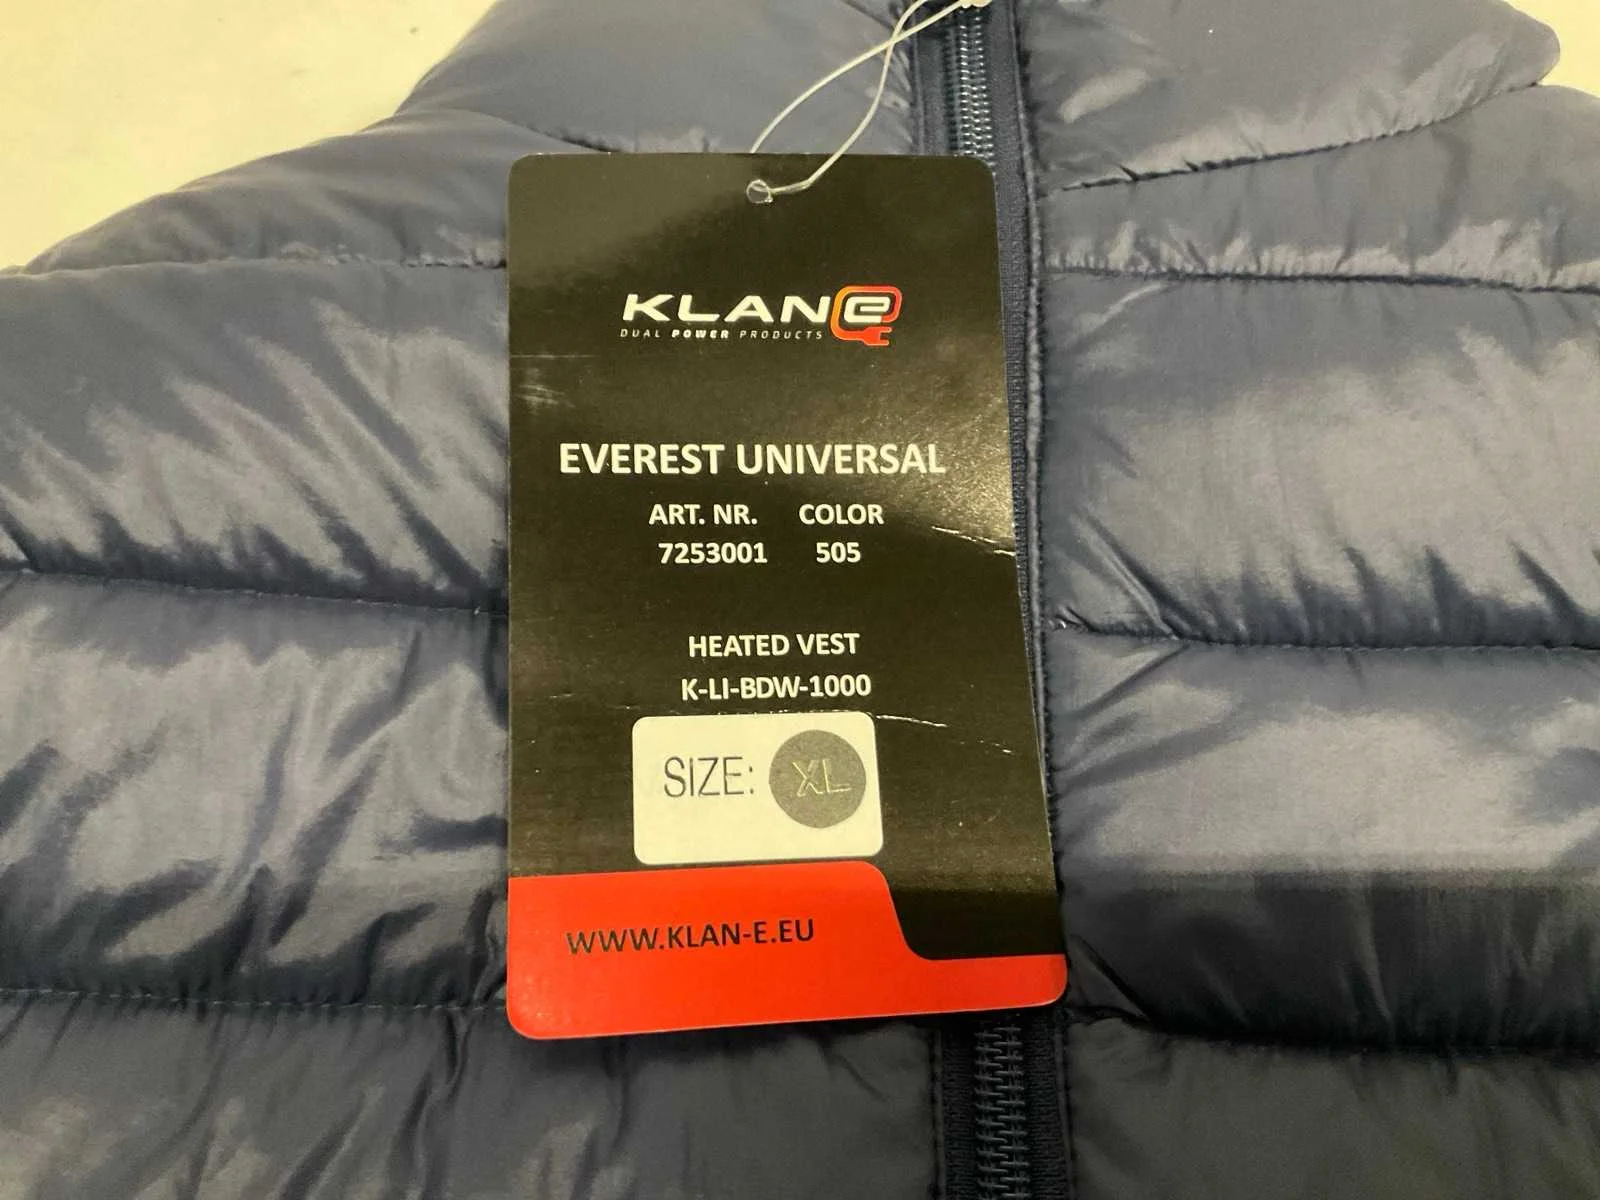 KLANe
DUAL POWER PRODUCTS
EVEREST UNIVERSAL
ART. NR. COLOR
7253001 505
HEATED VEST
K-LI-BDW-1000
SIZE: XL
WWW.KLAN-E.EU